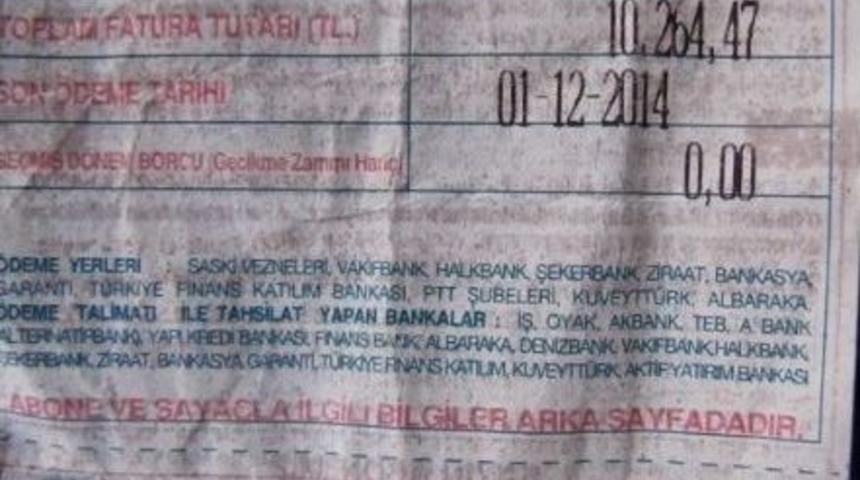 TOPLAM FATURA TUTARI (TL.) 10.264,47
SON ÖDEME TARİHİ 01-12-2014
GEÇMİŞ DÖNEM BORCU (Gecikme Zammı Hariç) 0,00
ÖDEME YERLERİ : SASKİ VEZNELERİ, VAKIFBANK, HALKBANK, ŞEKERBANK, ZİRAAT, BANKASYA,
GARANTİ, TÜRKİYE FİNANS KATILIM BANKASI, PTT ŞUBELERİ, KUVEYTTÜRK, ALBARAKA
ÖDEME TALİMATI İLE TAHSİLAT YAPAN BANKALAR : İŞ, OYAK, AKBANK, TEB, A BANK
ALTERNATİFBANK), YAPI KREDİ BANKASI, FİNANS BANK, ALBARAKA, DENİZBANK, VAKIFBANK,HALKBANK,
ŞEKERBANK, ZİRAAT, BANKASYA, GARANTİ, TÜRKİYE FİNANS KATILIM, KUVEYTTÜRK, AKTİF YATIRIM BANKASI
ABONE VE SAYAÇLA İLGİLİ BİLGİLER ARKA SAYFADADIR.